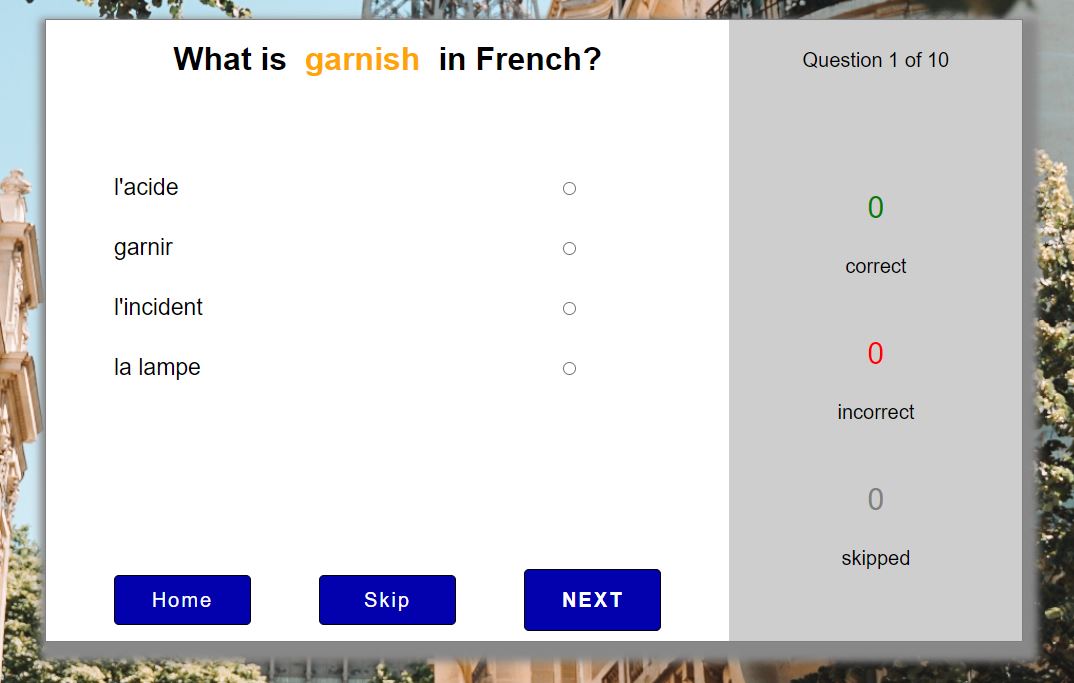 What is garnish in French?
Question 1 of 10
l'acide
garnir
l'incident
la lampe
0
correct
0
incorrect
0
skipped
Home
Skip
NEXT